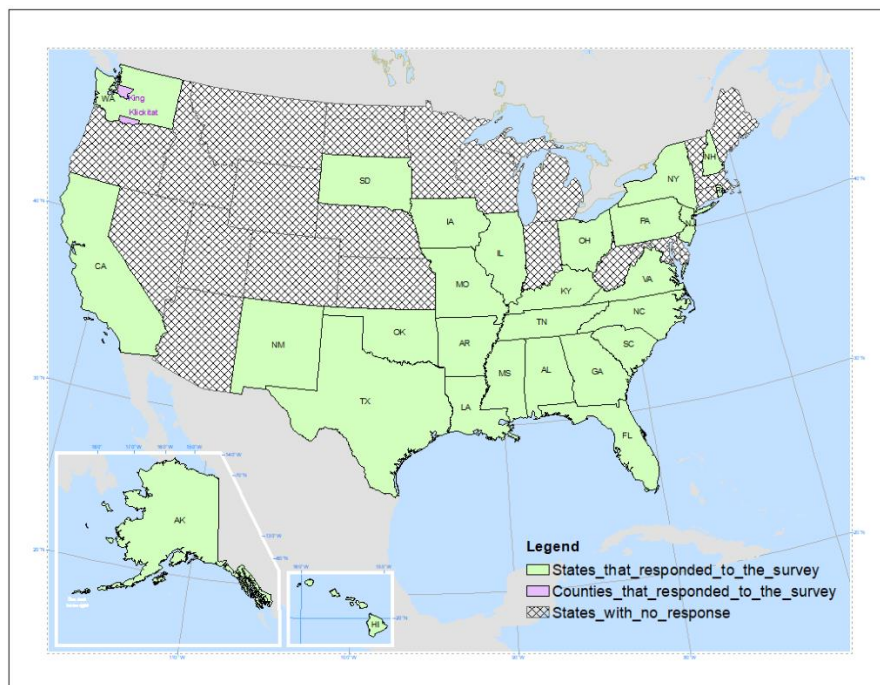 WA
King
Klickitat
SD
NH
NY
IA
PA
IL
OH
CA
MO
VA
KY
NC
TN
OK
NM
AR
SC
MS
AL
GA
TX
LA
FL
AK
HI
Legend
States_that_responded_to_the_survey
Counties_that_responded_to_the_survey
States_with_no_response